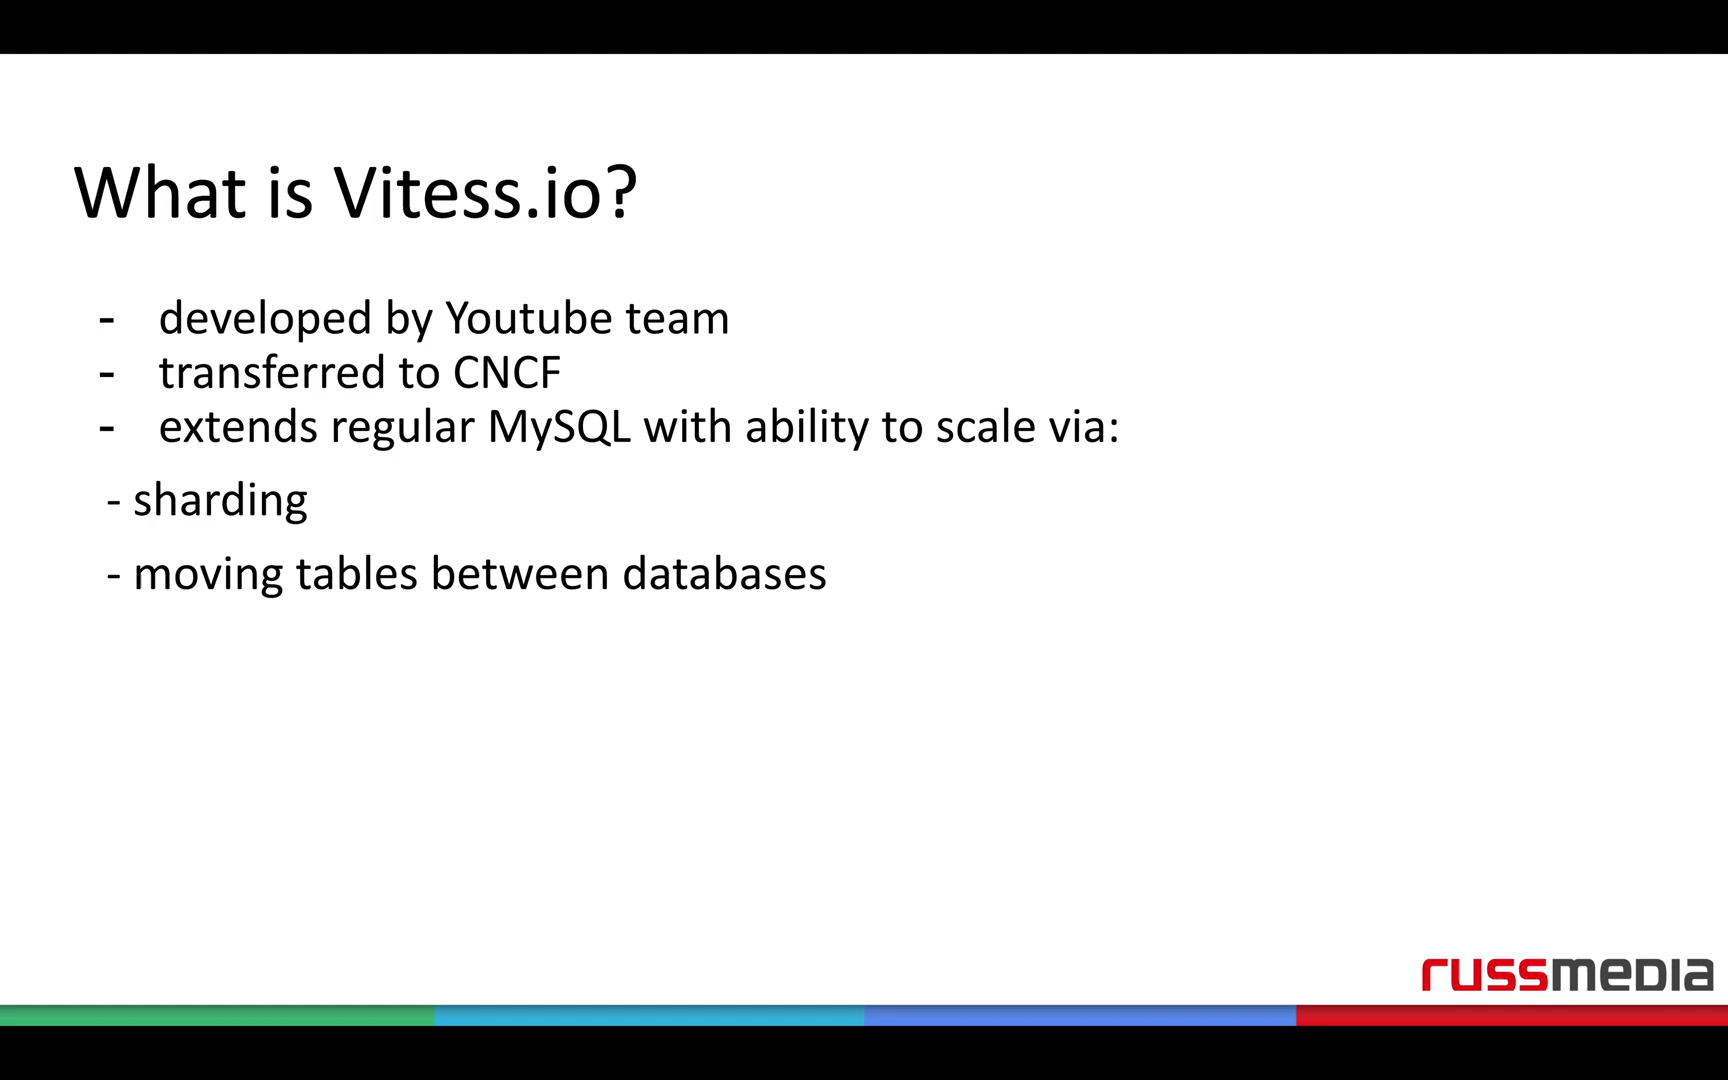 What is Vitess.io?
- developed by Youtube team
- transferred to CNCF
- extends regular MySQL with ability to scale via:
- sharding
- moving tables between databases
russmedia